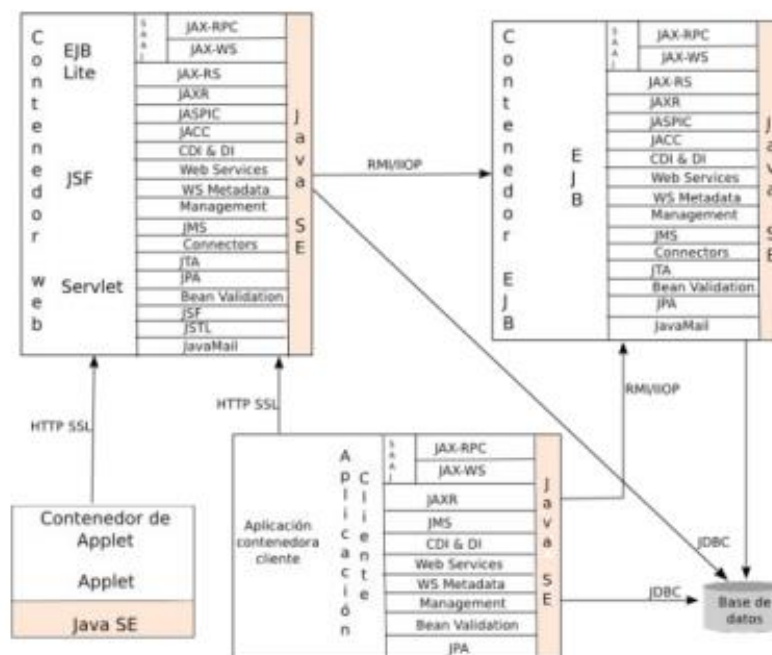 Contenedor web
EJB
Lite
JSF
Servlet
SAAJ
JAX-RPC
JAX-WS
JAX-RS
JAXR
JASPIC
JACC
CDI & DI
Web Services
WS Metadata
Management
JMS
Connectors
JTA
JPA
Bean Validation
JSF
JSTL
JavaMail
Java SE
RMI/IIOP
Contenedor EJB
EJB
SAAJ
JAX-RPC
JAX-WS
JAX-RS
JAXR
JASPIC
JACC
CDI & DI
Web Services
WS Metadata
Management
JMS
Connectors
JTA
Bean Validation
JPA
JavaMail
Java SE
HTTP SSL
HTTP SSL
RMI/IIOP
Contenedor de
Applet
Applet
Java SE
Aplicación
contenedora
cliente
Aplicación
Cliente
SAAJ
JAX-RPC
JAX-WS
JAXR
JMS
CDI & DI
Web Services
WS Metadata
Management
Bean Validation
JPA
Java SE
JDBC
JDBC
Base de
datos